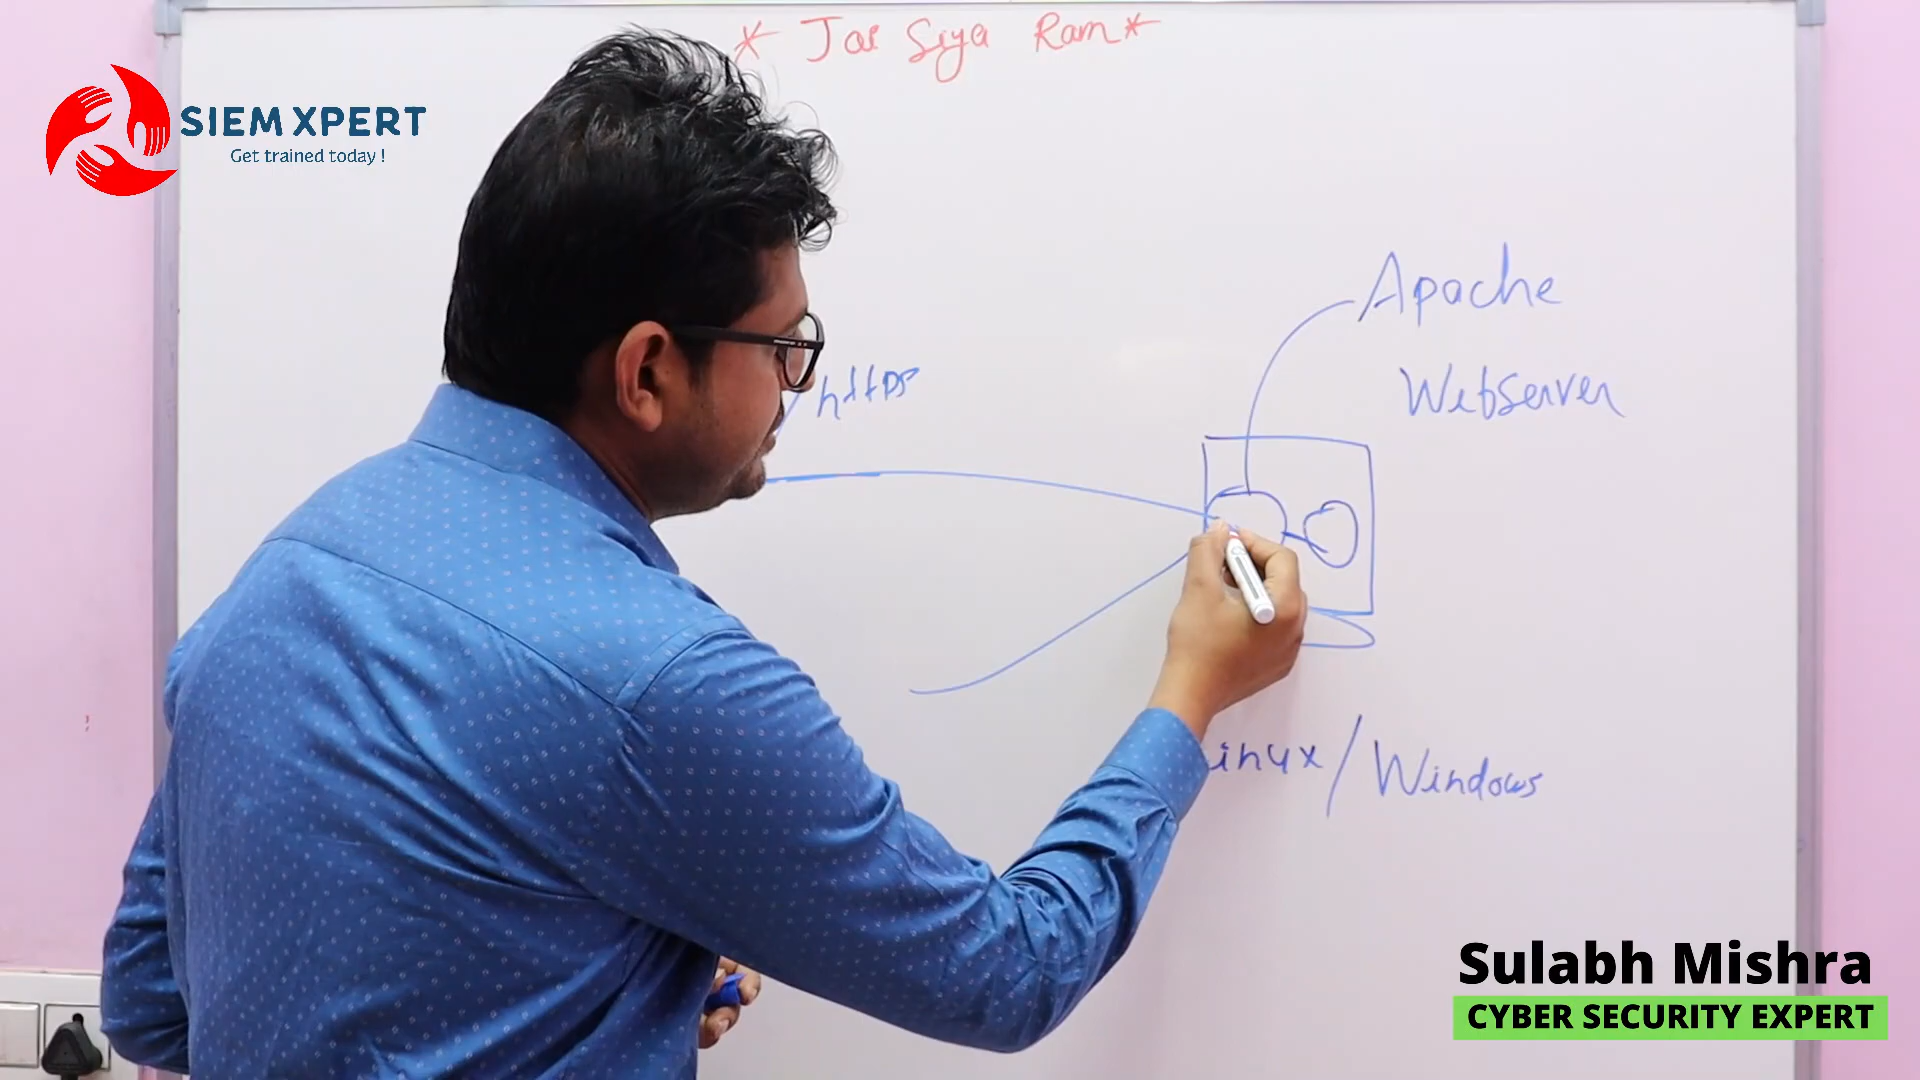 * Jai Siya Ram *
SIEM XPERT
Get trained today !
Apache
Webserver
/https
inux / Windows
Sulabh Mishra
CYBER SECURITY EXPERT